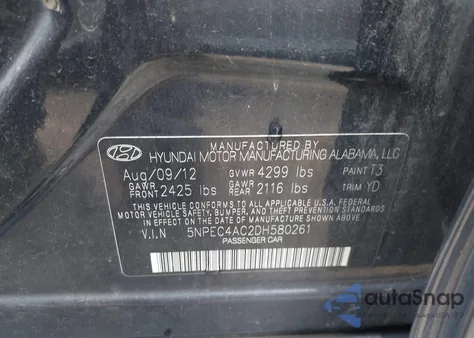 MANUFACTURED BY
HYUNDAI MOTOR MANUFACTURING ALABAMA, LLC
Aug/09/12 GVWR 4299 lbs PAINT T3
GAWR FRONT 2425 lbs GAWR REAR 2116 lbs TRIM YD
THIS VEHICLE CONFORMS TO ALL APPLICABLE U.S. FEDERAL
MOTOR VEHICLE SAFETY, BUMPER, AND THEFT PREVENTION STANDARDS
IN EFFECT ON THE DATE OF MANUFACTURE SHOWN ABOVE.
V.I.N 5NPEC4AC2DH580261
PASSENGER CAR
autoSnap